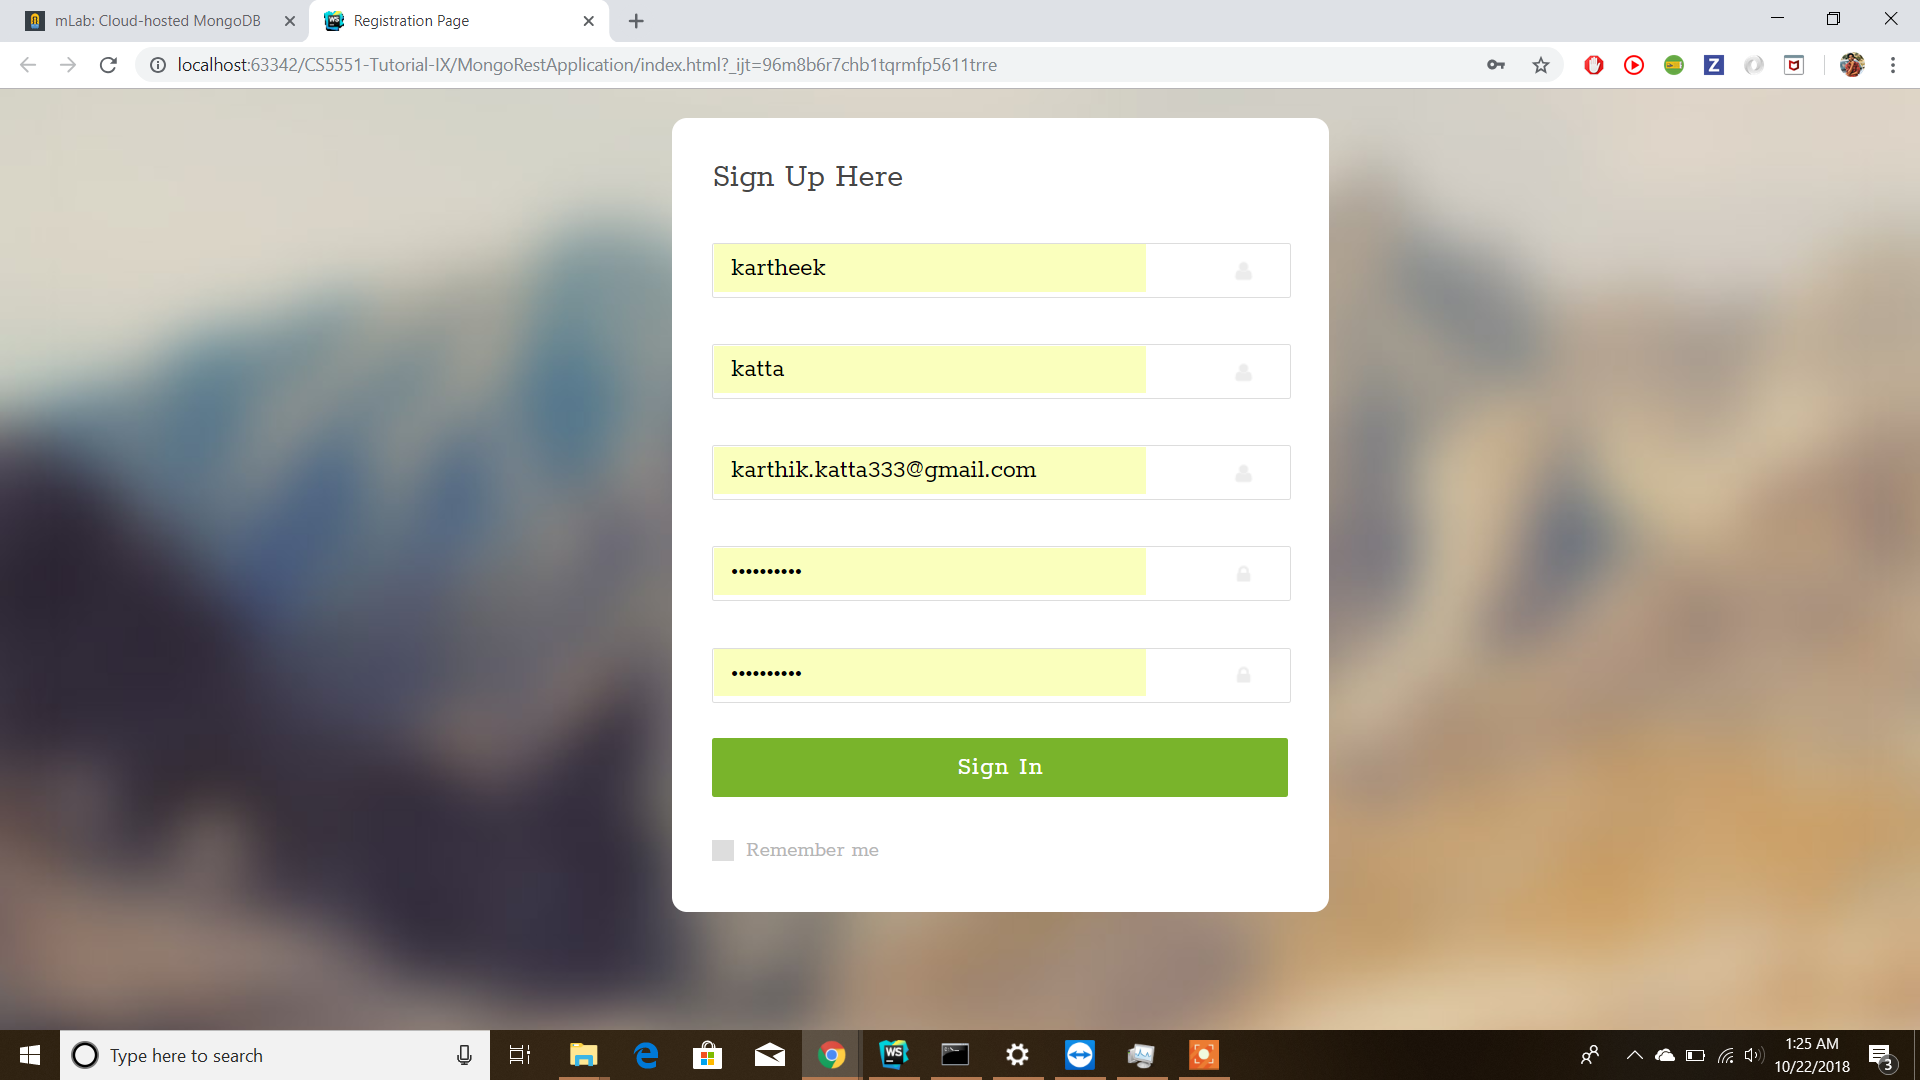 mLab: Cloud-hosted MongoDB
Registration Page
localhost:63342/CS5551-Tutorial-IX/MongoRestApplication/index.html?_ijt=96m8b6r7chb1tqrmfp5611trre
Sign Up Here
kartheek
katta
karthik.katta333@gmail.com
••••••••••
••••••••••
Sign In
Remember me
Type here to search
1:25 AM
10/22/2018
3